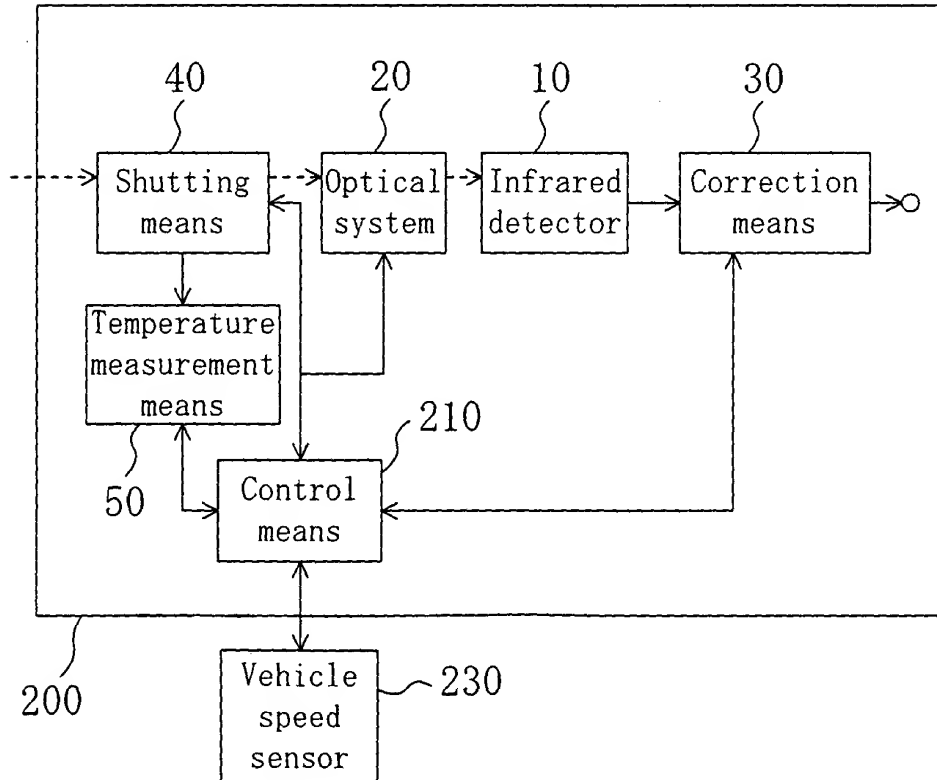 40
20
10
30
Shutting
means
Optical
system
Infrared
detector
Correction
means
Temperature
measurement
means
50
210
Control
means
200
Vehicle
speed
sensor
230